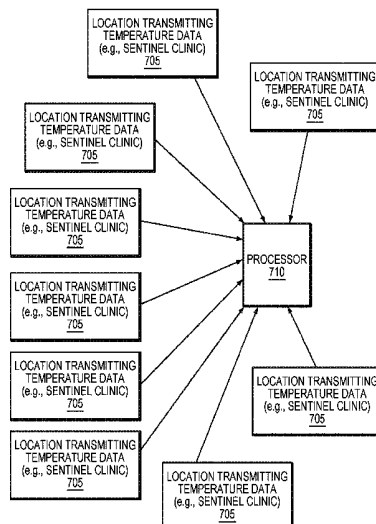 LOCATION TRANSMITTING
TEMPERATURE DATA
(e.g., SENTINEL CLINIC)
705
LOCATION TRANSMITTING
TEMPERATURE DATA
(e.g., SENTINEL CLINIC)
705
LOCATION TRANSMITTING
TEMPERATURE DATA
(e.g., SENTINEL CLINIC)
705
LOCATION TRANSMITTING
TEMPERATURE DATA
(e.g., SENTINEL CLINIC)
705
PROCESSOR
710
LOCATION TRANSMITTING
TEMPERATURE DATA
(e.g., SENTINEL CLINIC)
705
LOCATION TRANSMITTING
TEMPERATURE DATA
(e.g., SENTINEL CLINIC)
705
LOCATION TRANSMITTING
TEMPERATURE DATA
(e.g., SENTINEL CLINIC)
705
LOCATION TRANSMITTING
TEMPERATURE DATA
(e.g., SENTINEL CLINIC)
705
LOCATION TRANSMITTING
TEMPERATURE DATA
(e.g., SENTINEL CLINIC)
705